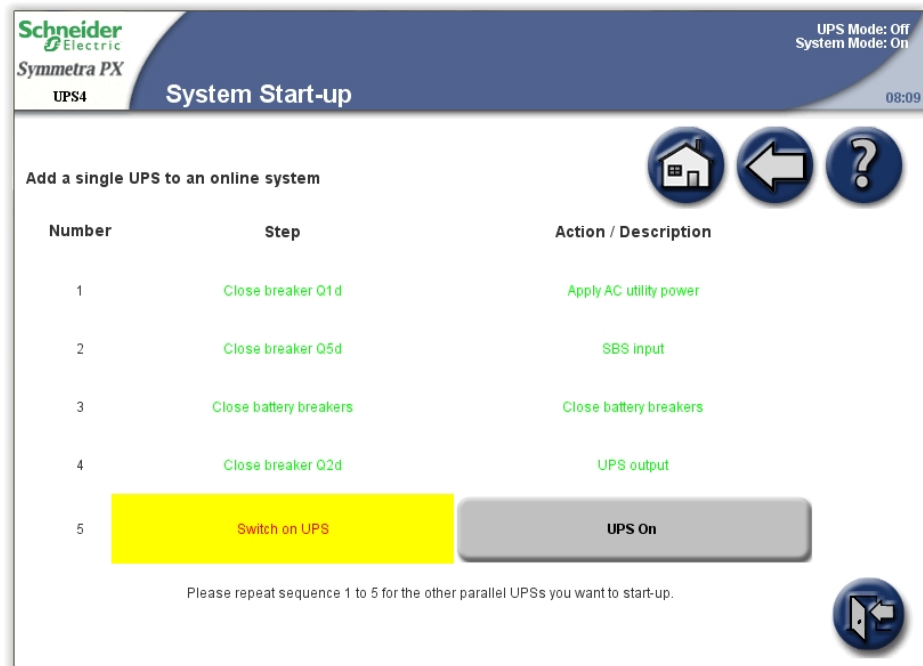 Schneider
Electric
Symmetra PX
UPS4
System Start-up
UPS Mode: Off
System Mode: On
08:09
Add a single UPS to an online system
?
Number Step Action / Description
1 Close breaker Q1d Apply AC utility power
2 Close breaker Q5d SBS input
3 Close battery breakers Close battery breakers
4 Close breaker Q2d UPS output
5 Switch on UPS UPS On
Please repeat sequence 1 to 5 for the other parallel UPSs you want to start-up.